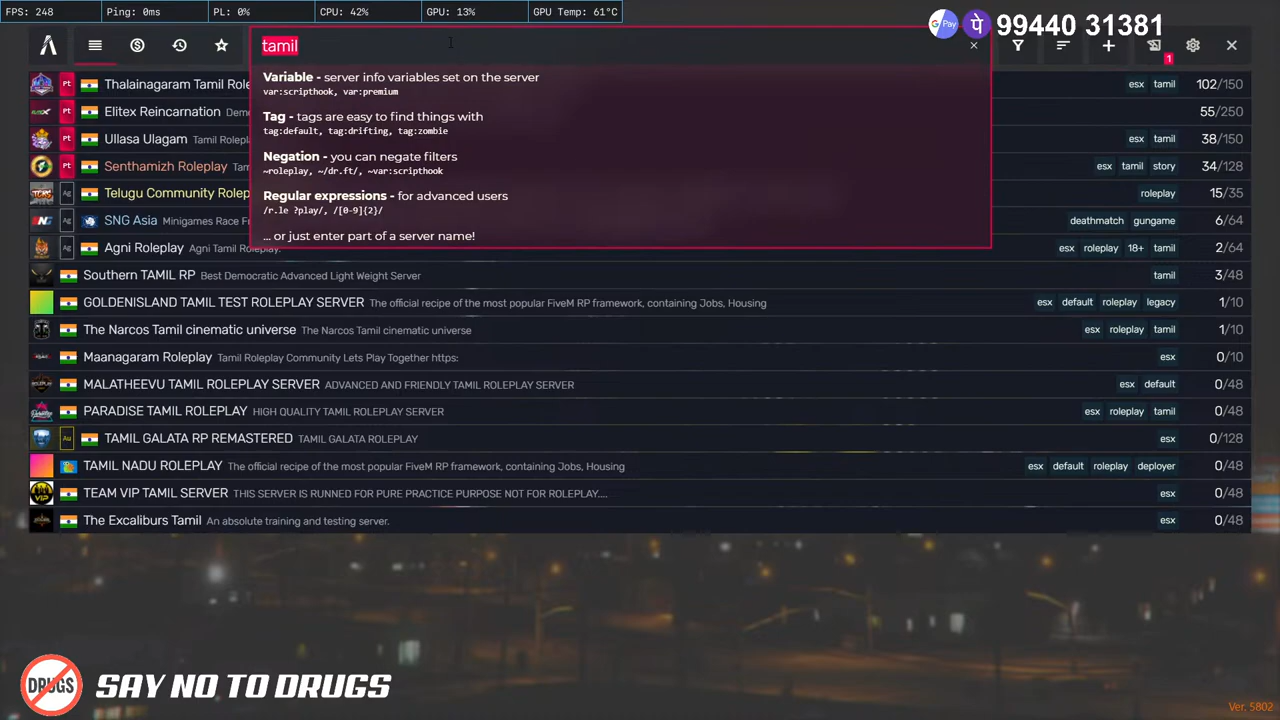 FPS: 248 Ping: 0ms PL: 0% CPU: 42% GPU: 13% GPU Temp: 61°C
G Pay पे 99440 31381
tamil
1
Variable - server info variables set on the server
var:scripthook, var:premium
Tag - tags are easy to find things with
tag:default, tag:drifting, tag:zombie
Negation - you can negate filters
~roleplay, ~/dr.ft/, ~var:scripthook
Regular expressions - for advanced users
/r.le ?play/, /[0-9]{2}/
... or just enter part of a server name!
Pt Thalainagaram Tamil Role esx tamil 102/150
Pt Elitex Reincarnation 55/250
Pt Ullasa Ulagam Tamil Rolep esx tamil 38/150
Pt Senthamizh Roleplay esx tamil story 34/128
Ag Telugu Community Rolep roleplay 15/35
Ag SNG Asia Minigames Race Fr deathmatch gungame 6/64
Ag Agni Roleplay Agni Tamil Rolepl esx roleplay 18+ tamil 2/64
Southern TAMIL RP Best Democratic Advanced Light Weight Server tamil 3/48
GOLDENISLAND TAMIL TEST ROLEPLAY SERVER The official recipe of the most popular FiveM RP framework, containing Jobs, Housing esx default roleplay legacy 1/10
The Narcos Tamil cinematic universe The Narcos Tamil cinematic universe esx roleplay tamil 1/10
Maanagaram Roleplay Tamil Roleplay Community Lets Play Together https: esx 0/10
MALATHEEVU TAMIL ROLEPLAY SERVER ADVANCED AND FRIENDLY TAMIL ROLEPLAY SERVER esx default 0/48
PARADISE TAMIL ROLEPLAY HIGH QUALITY TAMIL ROLEPLAY SERVER esx roleplay tamil 0/48
Au TAMIL GALATA RP REMASTERED TAMIL GALATA ROLEPLAY esx 0/128
TAMIL NADU ROLEPLAY The official recipe of the most popular FiveM RP framework, containing Jobs, Housing esx default roleplay deployer 0/48
VIP TEAM VIP TAMIL SERVER THIS SERVER IS RUNNED FOR PURE PRACTICE PURPOSE NOT FOR ROLEPLAY.... esx 0/48
The Excaliburs Tamil An absolute training and testing server. esx 0/48
DRUGS SAY NO TO DRUGS
Ver. 5802